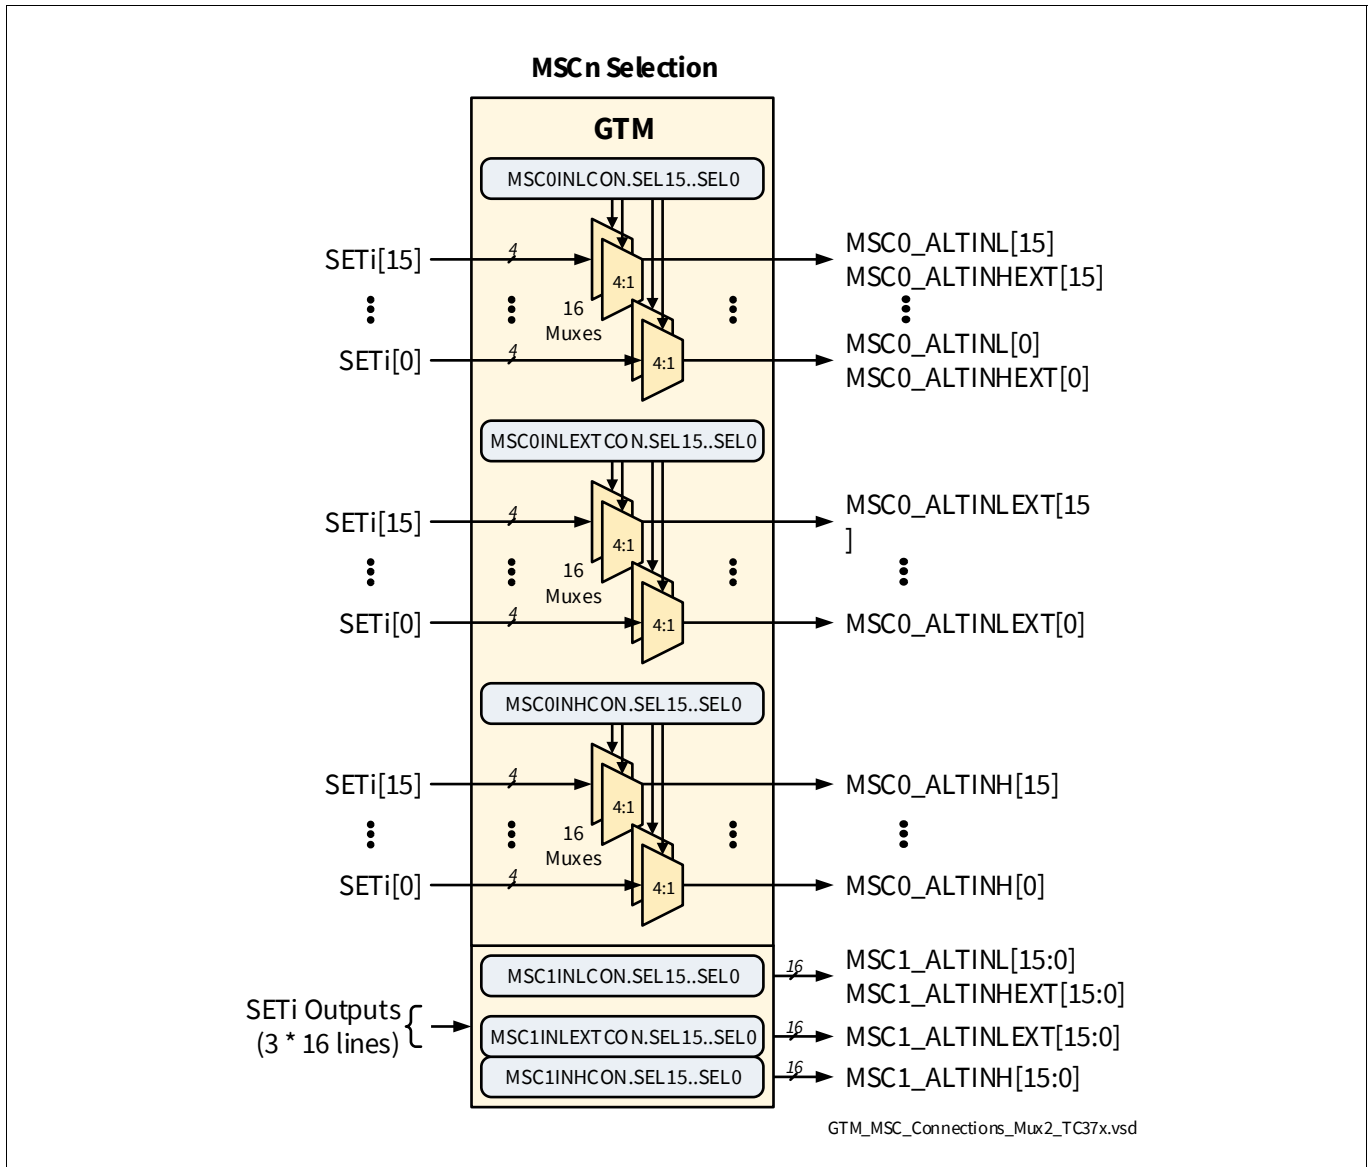 MSCn Selection
GTM
MSC0INLCON.SEL15..SEL0
SETi[15]
4
4:1
MSC0_ALTINL[15]
MSC0_ALTINHEXT[15]
16
Muxes
SETi[0]
4
4:1
MSC0_ALTINL[0]
MSC0_ALTINHEXT[0]
MSC0INLEXTCON.SEL15..SEL0
SETi[15]
4
4:1
MSC0_ALTINLEXT[15
]
16
Muxes
SETi[0]
4
4:1
MSC0_ALTINLEXT[0]
MSC0INHCON.SEL15..SEL0
SETi[15]
4
4:1
MSC0_ALTINH[15]
16
Muxes
SETi[0]
4
4:1
MSC0_ALTINH[0]
SETi Outputs
(3 * 16 lines)
MSC1INLCON.SEL15..SEL0
16
MSC1_ALTINL[15:0]
MSC1_ALTINHEXT[15:0]
MSC1INLEXTCON.SEL15..SEL0
16
MSC1_ALTINLEXT[15:0]
MSC1INHCON.SEL15..SEL0
16
MSC1_ALTINH[15:0]
GTM_MSC_Connections_Mux2_TC37x.vsd